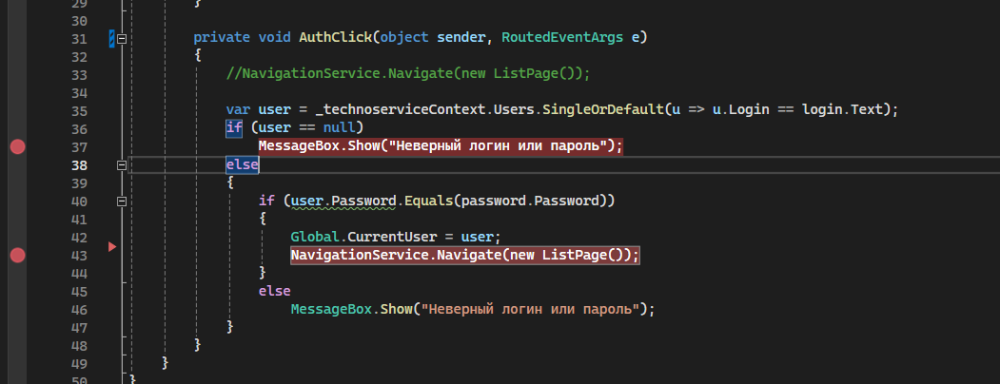 29 }
30
31 private void AuthClick(object sender, RoutedEventArgs e)
32 {
33 //NavigationService.Navigate(new ListPage());
34
35 var user = _technoserviceContext.Users.SingleOrDefault(u => u.Login == login.Text);
36 if (user == null)
37 MessageBox.Show("Неверный логин или пароль");
38 else
39 {
40 if (user.Password.Equals(password.Password))
41 {
42 Global.CurrentUser = user;
43 NavigationService.Navigate(new ListPage());
44 }
45 else
46 MessageBox.Show("Неверный логин или пароль");
47 }
48 }
49 }
50 }